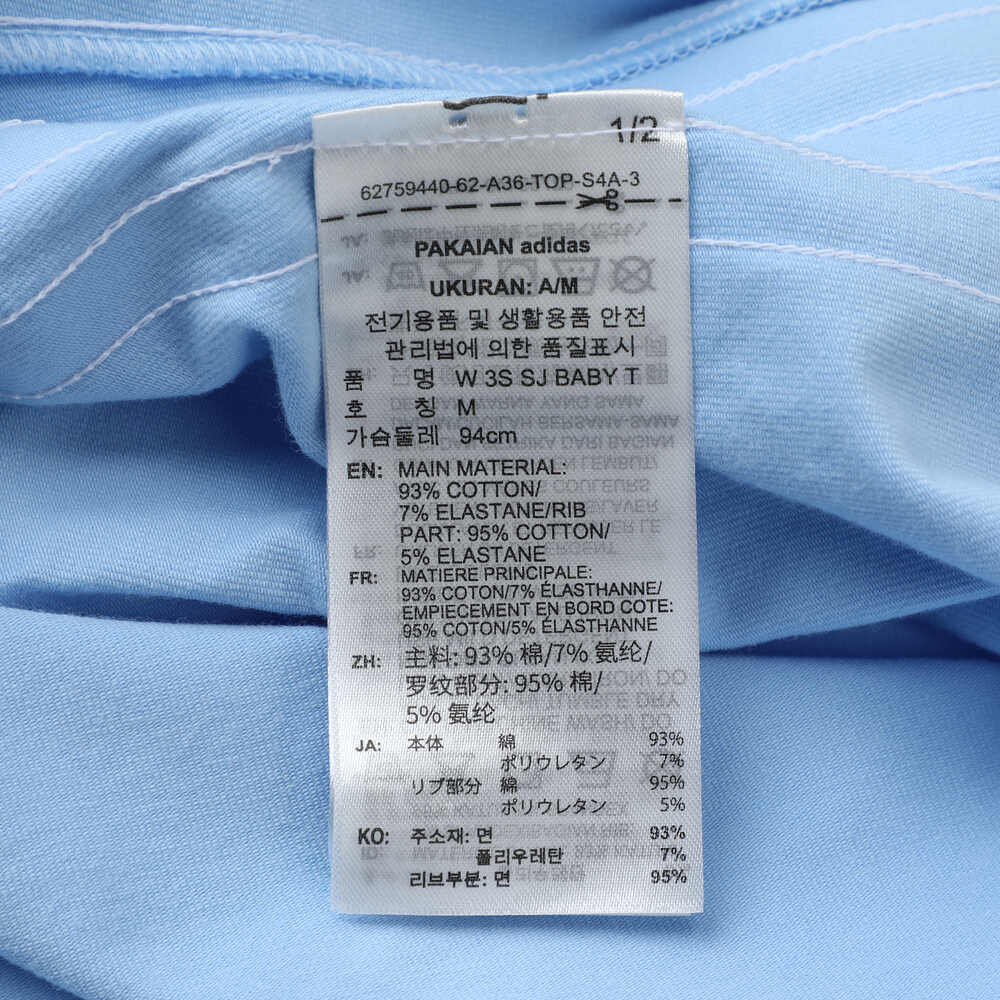 1/2
62759440-62-A36-TOP-S4A-3
PAKAIAN adidas
UKURAN: A/M
전기용품 및 생활용품 안전
관리법에 의한 품질표시
품 명 W 3S SJ BABY T
호 칭 M
가슴둘레 94cm
EN: MAIN MATERIAL:
93% COTTON/
7% ELASTANE/RIB
PART: 95% COTTON/
5% ELASTANE
FR: MATIERE PRINCIPALE:
93% COTON/7% ÉLASTHANNE/
EMPIECEMENT EN BORD COTE:
95% COTON/5% ÉLASTHANNE
ZH: 主料: 93% 棉/7% 氨纶/
罗纹部分: 95% 棉/
5% 氨纶
JA: 本体 綿 93%
ポリウレタン 7%
リブ部分 綿 95%
ポリウレタン 5%
KO: 주소재: 면 93%
폴리우레탄 7%
리브부분: 면 95%